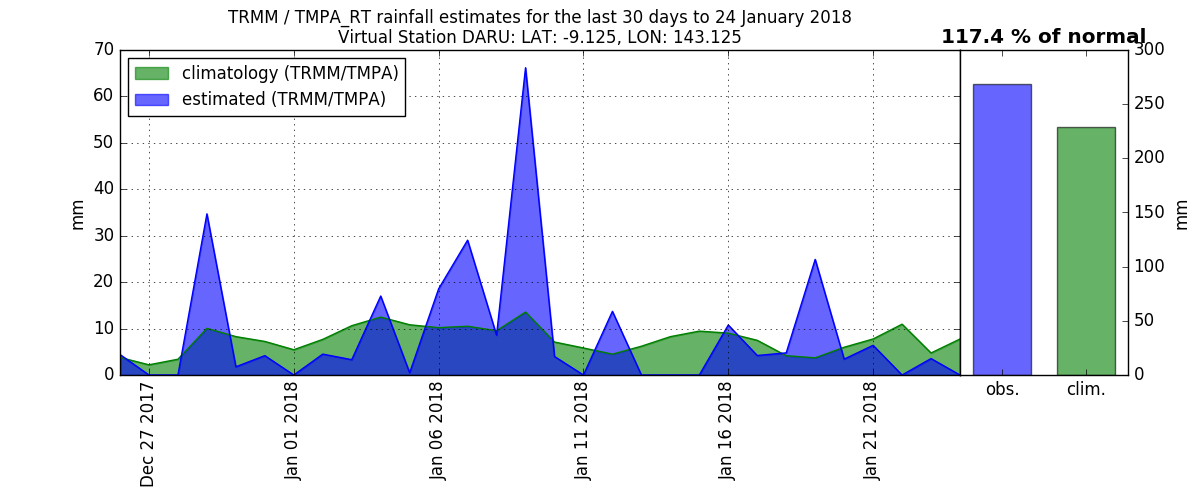 TRMM / TMPA_RT rainfall estimates for the last 30 days to 24 January 2018
Virtual Station DARU: LAT: -9.125, LON: 143.125
117.4 % of normal
climatology (TRMM/TMPA)
estimated (TRMM/TMPA)
70
60
50
40
30
20
10
0
mm
Dec 27 2017
Jan 01 2018
Jan 06 2018
Jan 11 2018
Jan 16 2018
Jan 21 2018
obs.
clim.
300
250
200
150
100
50
0
mm